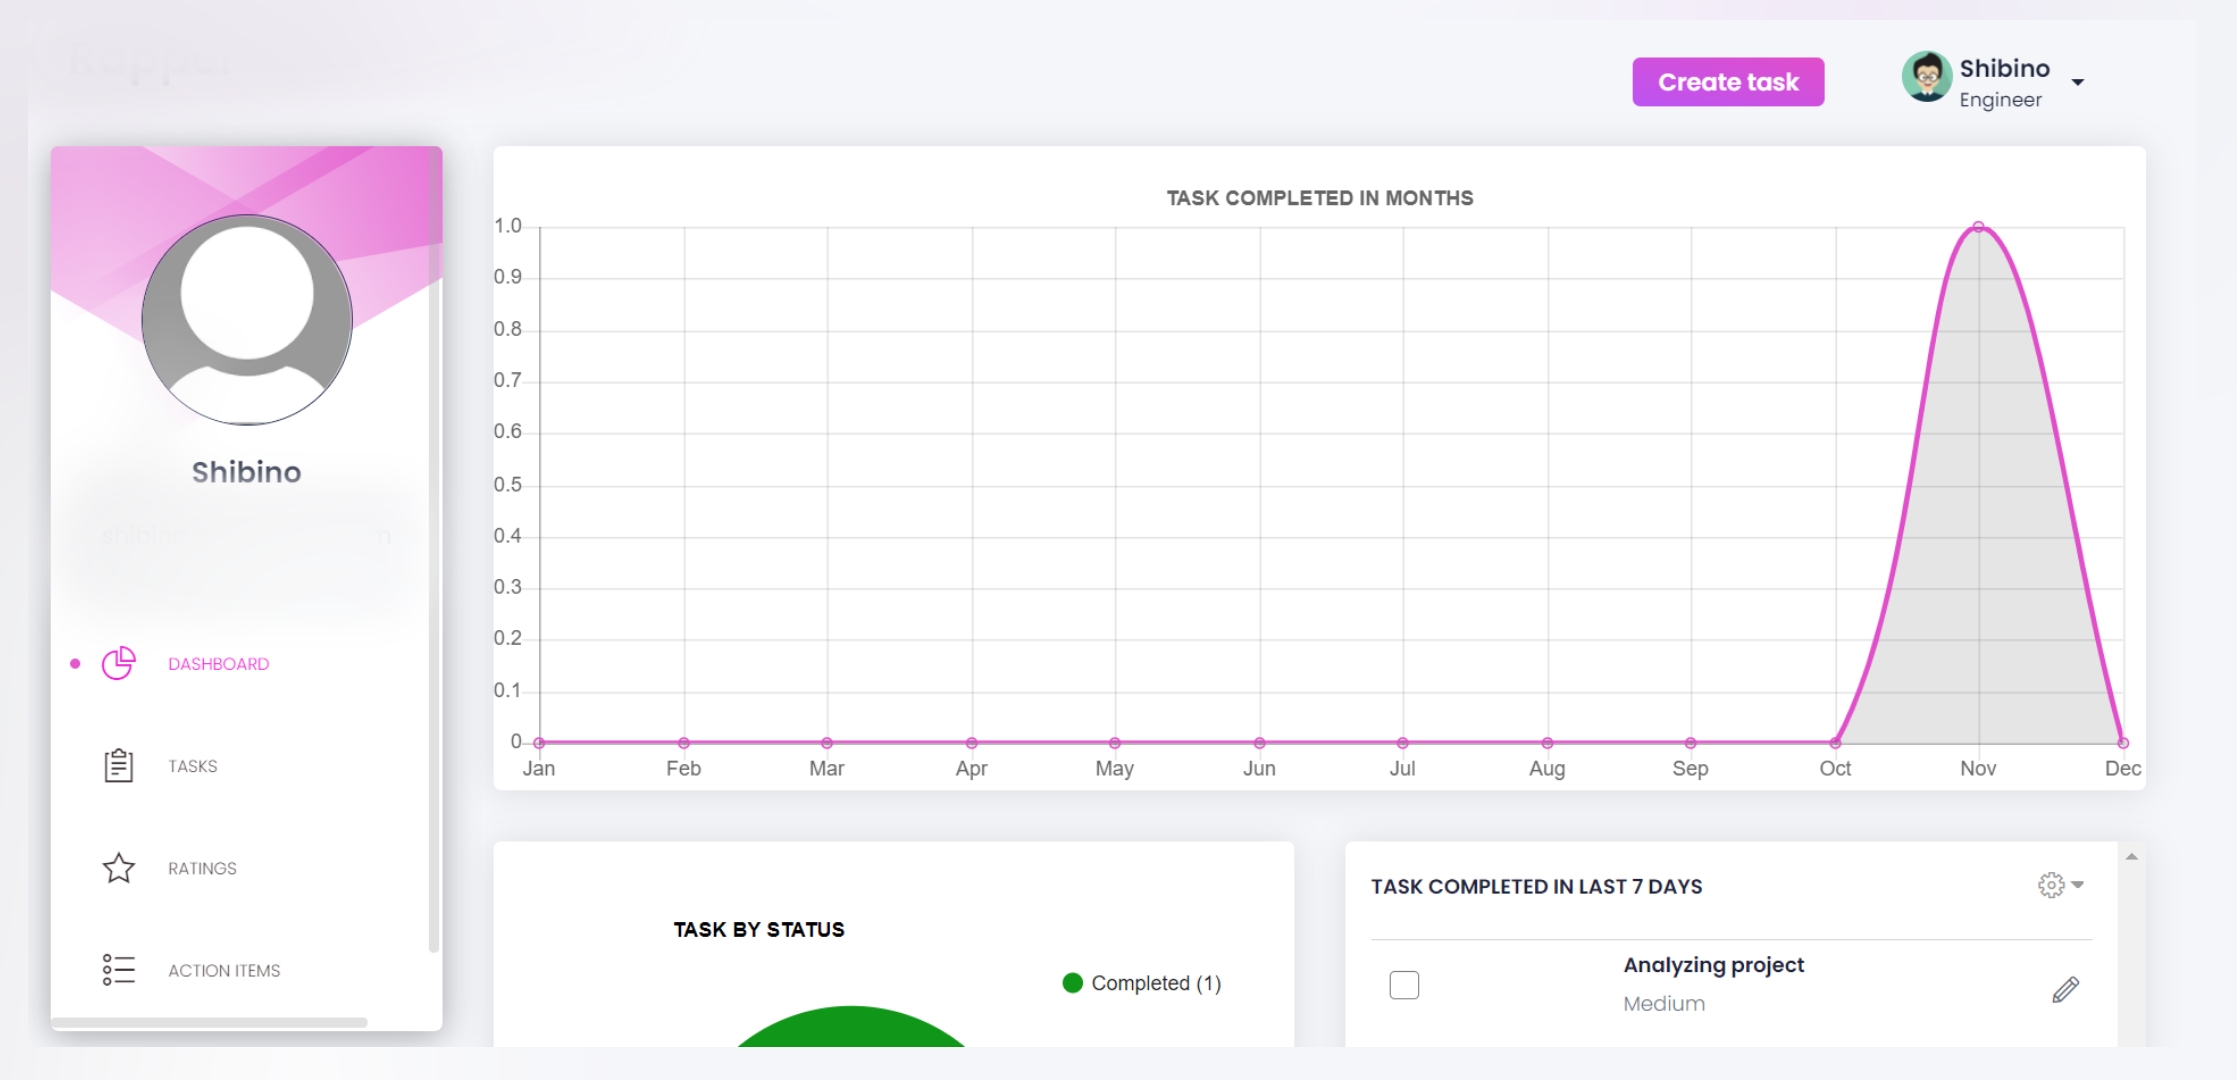 Create task
Shibino
Engineer
Shibino
DASHBOARD
TASKS
RATINGS
ACTION ITEMS
TASK COMPLETED IN MONTHS
1.0
0.9
0.8
0.7
0.6
0.5
0.4
0.3
0.2
0.1
0
Jan Feb Mar Apr May Jun Jul Aug Sep Oct Nov Dec
TASK BY STATUS
Completed (1)
TASK COMPLETED IN LAST 7 DAYS
Analyzing project
Medium